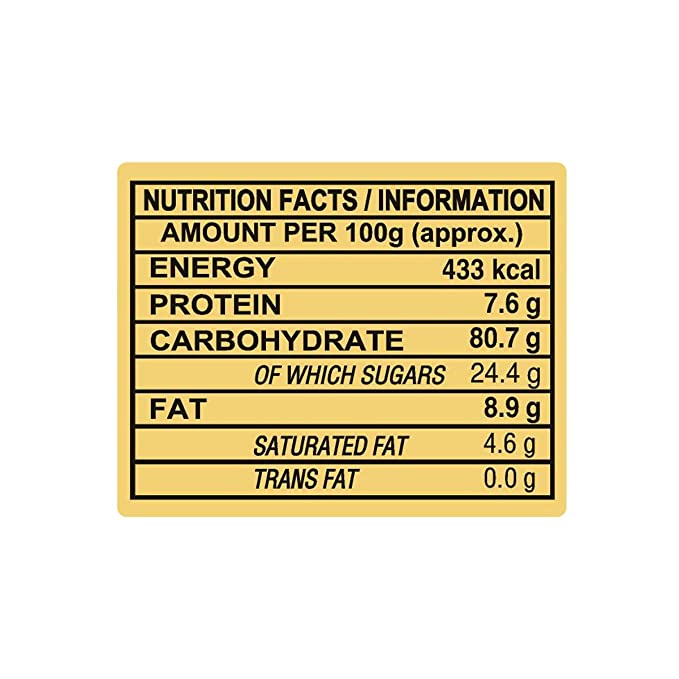 NUTRITION FACTS / INFORMATION
AMOUNT PER 100g (approx.)
ENERGY 433 kcal
PROTEIN 7.6 g
CARBOHYDRATE 80.7 g
OF WHICH SUGARS 24.4 g
FAT 8.9 g
SATURATED FAT 4.6 g
TRANS FAT 0.0 g